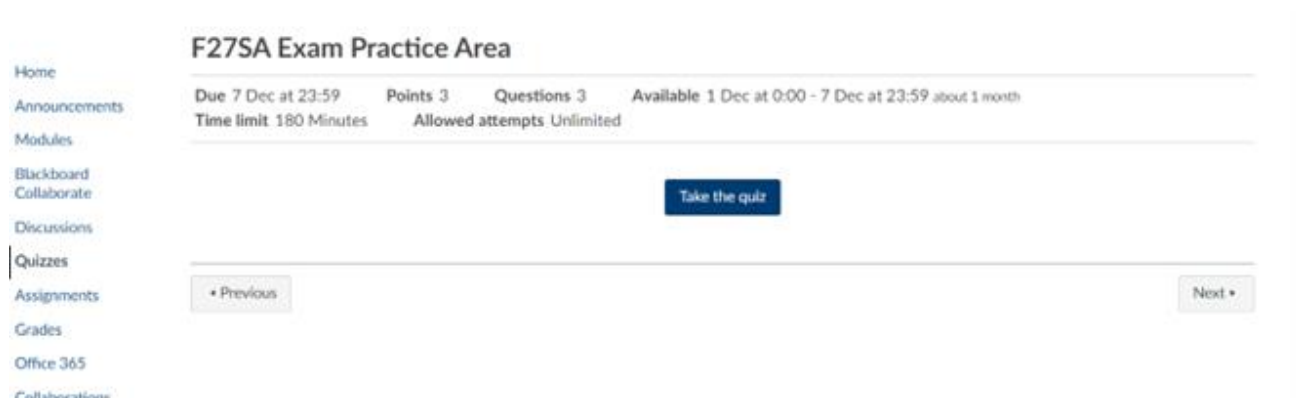 F27SA Exam Practice Area
Home
Announcements
Modules
Blackboard
Collaborate
Discussions
Quizzes
Assignments
Grades
Office 365
Collaborations
Due 7 Dec at 23:59 Points 3 Questions 3 Available 1 Dec at 0:00 - 7 Dec at 23:59 about 1 month
Time limit 180 Minutes Allowed attempts Unlimited
Take the quiz
• Previous
Next •